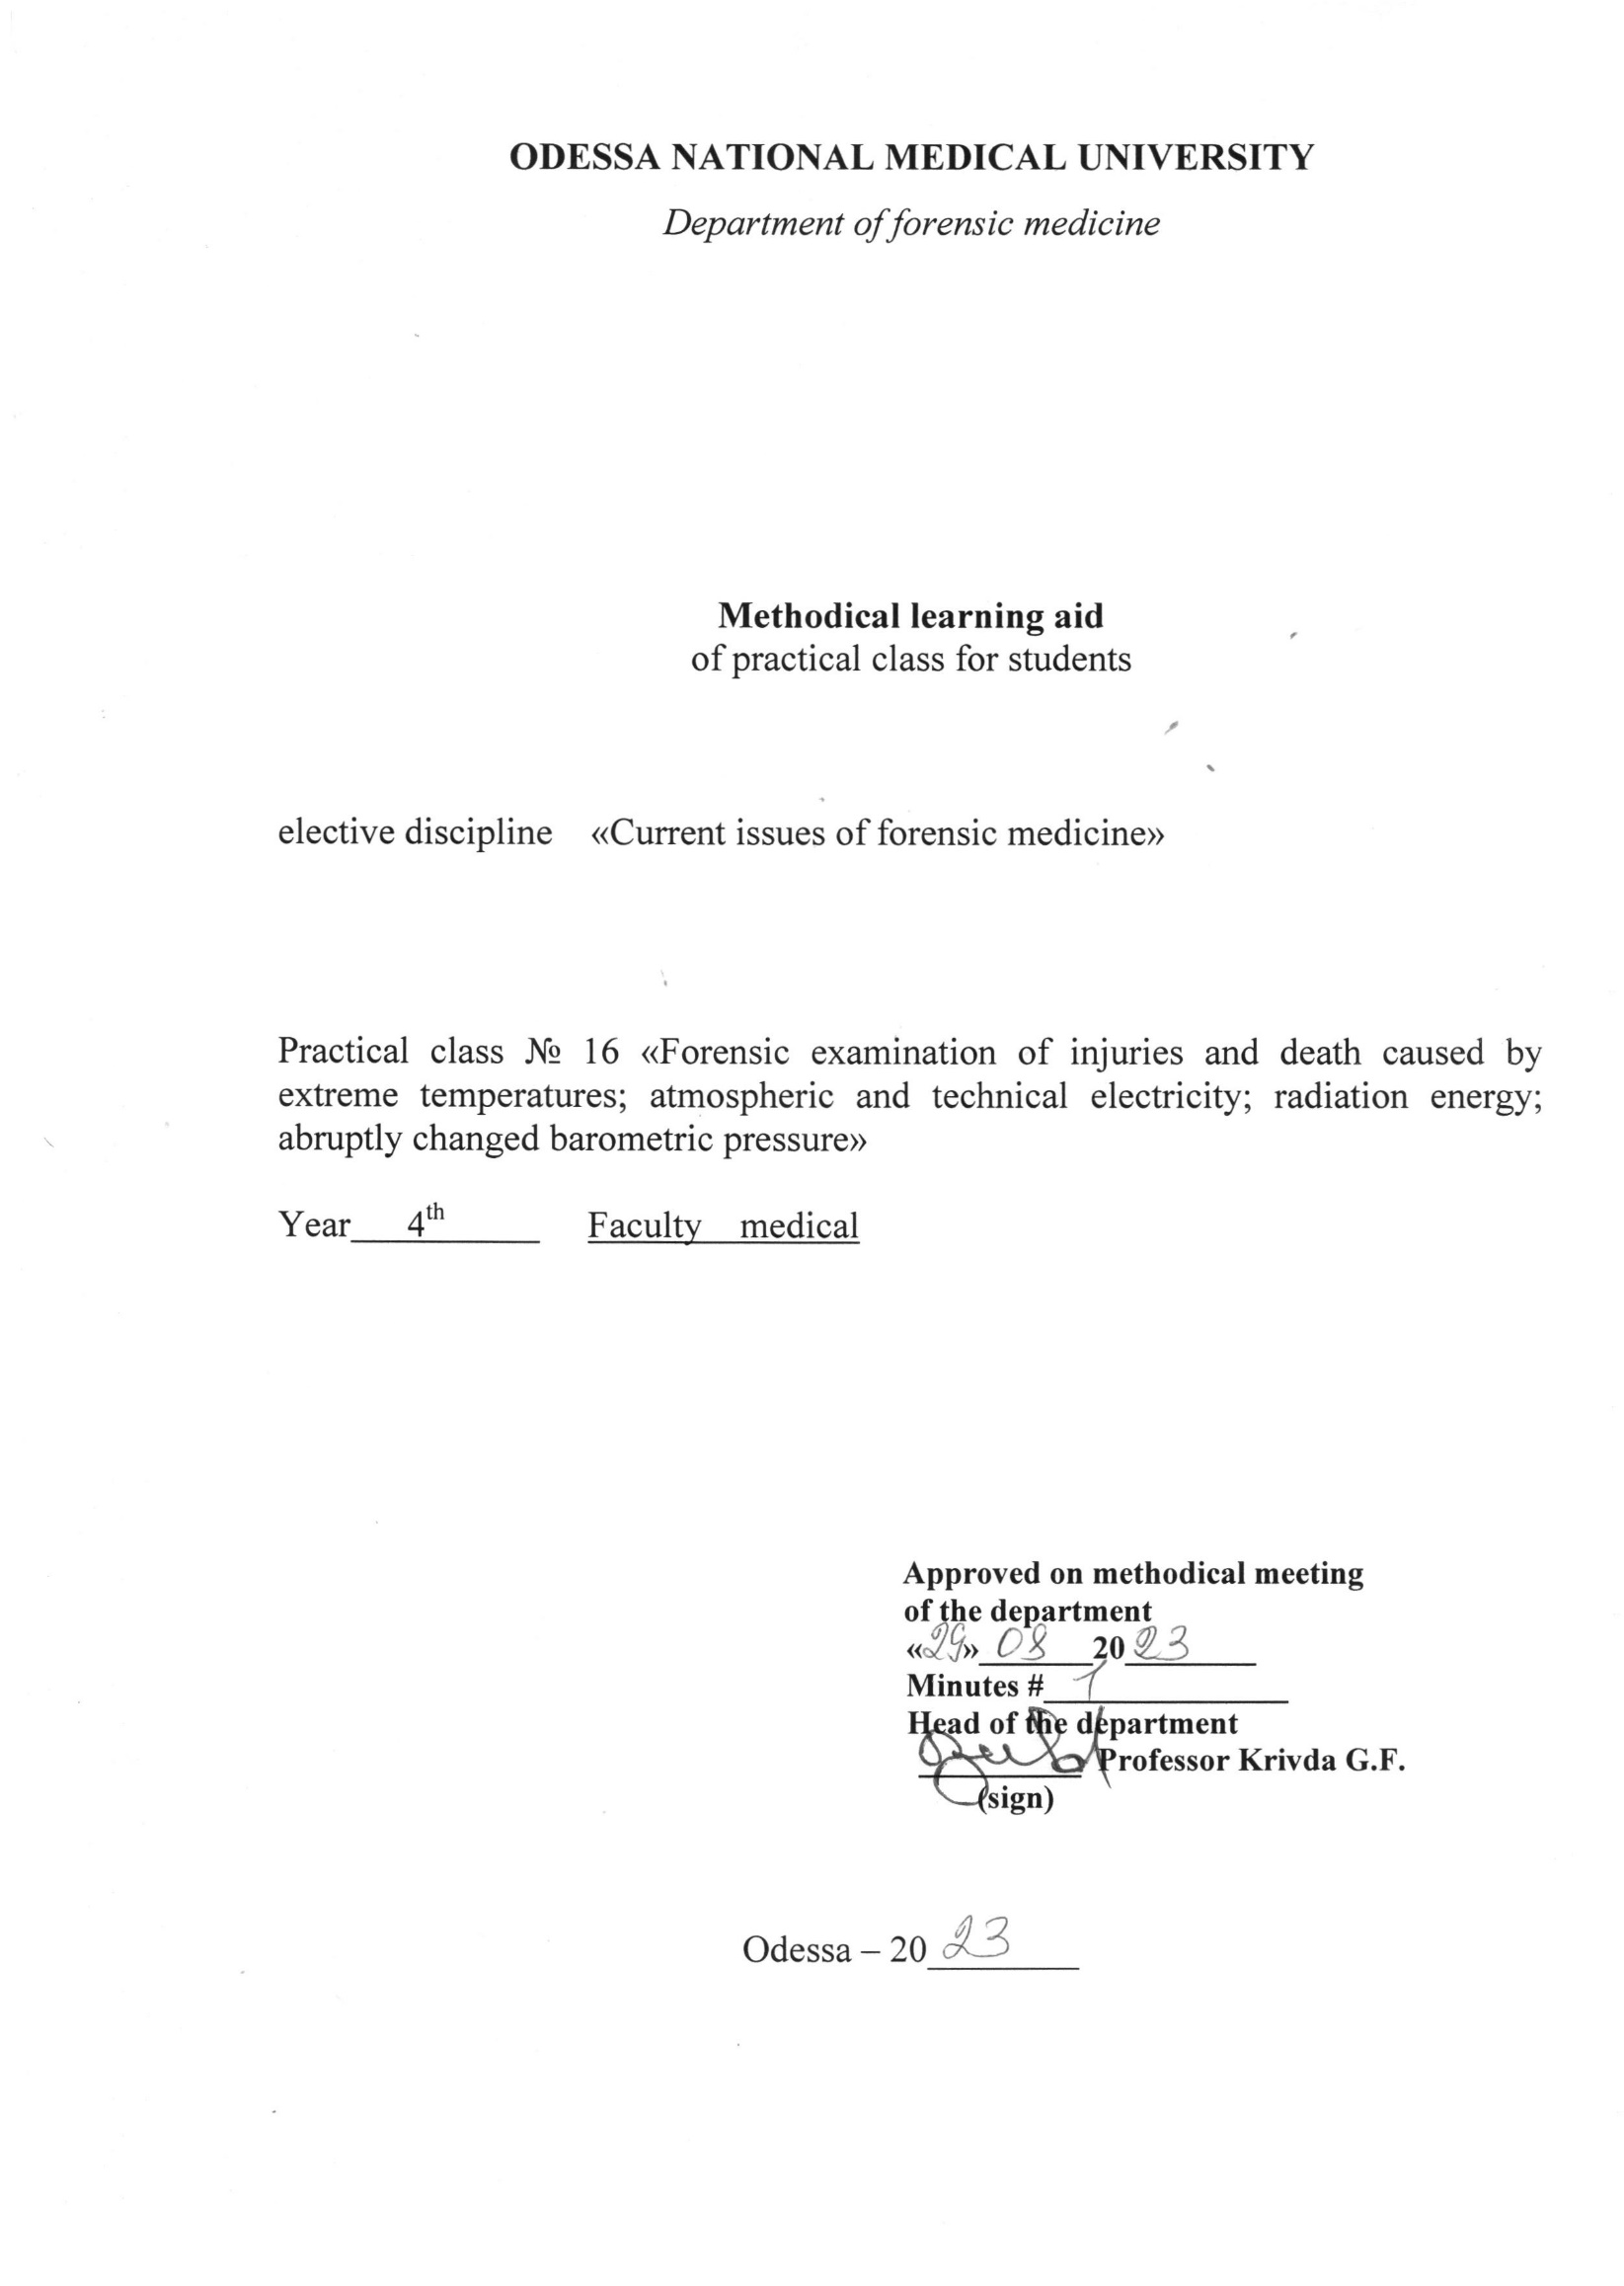 ODESSA NATIONAL MEDICAL UNIVERSITY
Department of forensic medicine
Methodical learning aid
of practical class for students
elective discipline «Current issues of forensic medicine»
Practical class № 16 «Forensic examination of injuries and death caused by
extreme temperatures; atmospheric and technical electricity; radiation energy;
abruptly changed barometric pressure»
Year 4th Faculty medical
Approved on methodical meeting
of the department
«29» 08 2023
Minutes # 1
Head of the department
Professor Krivda G.F.
(sign)
Odessa – 2023